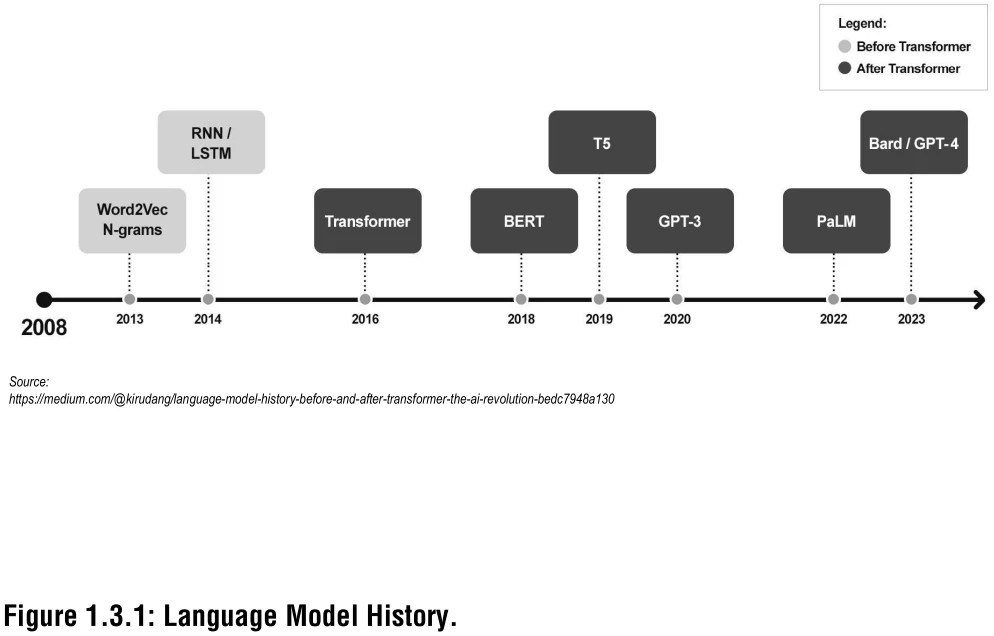 Legend:
Before Transformer
After Transformer
RNN /
LSTM
T5
Bard / GPT-4
Word2Vec
N-grams
Transformer
BERT
GPT-3
PaLM
2008
2013
2014
2016
2018
2019
2020
2022
2023
Source:
https://medium.com/@kirudang/language-model-history-before-and-after-transformer-the-ai-revolution-bedc7948a130
Figure 1.3.1: Language Model History.